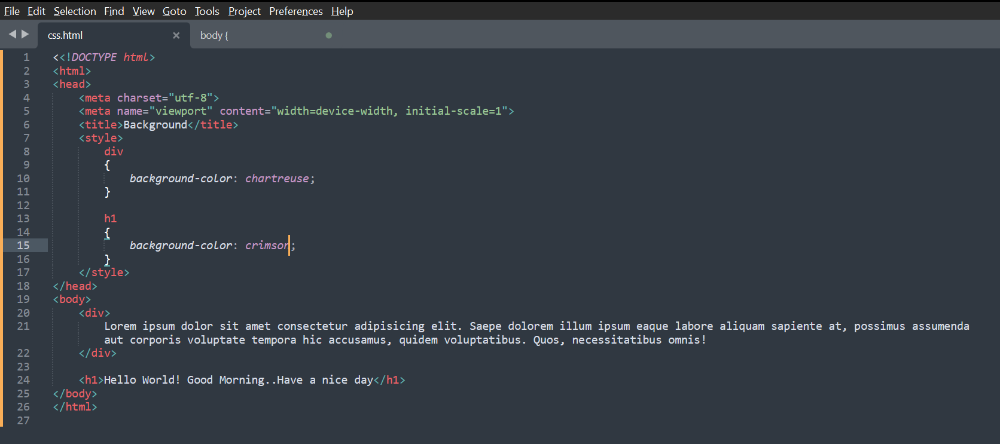 File Edit Selection Find View Goto Tools Project Preferences Help
css.html × body {
1 <<!DOCTYPE html>
2 <html>
3 <head>
4 <meta charset="utf-8">
5 <meta name="viewport" content="width=device-width, initial-scale=1">
6 <title>Background</title>
7 <style>
8 div
9 {
10 background-color: chartreuse;
11 }
12
13 h1
14 {
15 background-color: crimson;
16 }
17 </style>
18 </head>
19 <body>
20 <div>
21 Lorem ipsum dolor sit amet consectetur adipisicing elit. Saepe dolorem illum ipsum eaque labore aliquam sapiente at, possimus assumenda
aut corporis voluptate tempora hic accusamus, quidem voluptatibus. Quos, necessitatibus omnis!
22 </div>
23
24 <h1>Hello World! Good Morning..Have a nice day</h1>
25 </body>
26 </html>
27